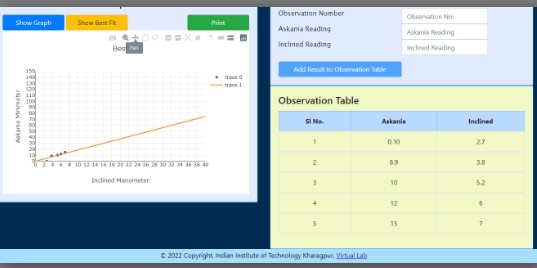 Show Graph
Show Best Fit
Print
Pan
Bes
150
140
130
120
110
100
90
80
70
60
50
40
30
20
10
0
Askania Minimeter
0 2 4 6 8 10 12 14 16 18 20 22 24 26 28 30 32 34 36 38 40
Inclined Manometer
trace 0
trace 1
Observation Number
Observation No:
Askania Reading
Askania Reading
Inclined Reading
Inclined Reading
Add Result to Observation Table
Observation Table
Sl No. Askania Inclined
1 0.10 2.7
2 8.9 3.8
3 10 5.2
4 12 6
5 15 7
© 2022 Copyright, Indian Institute of Technology Kharagpur. Virtual Lab